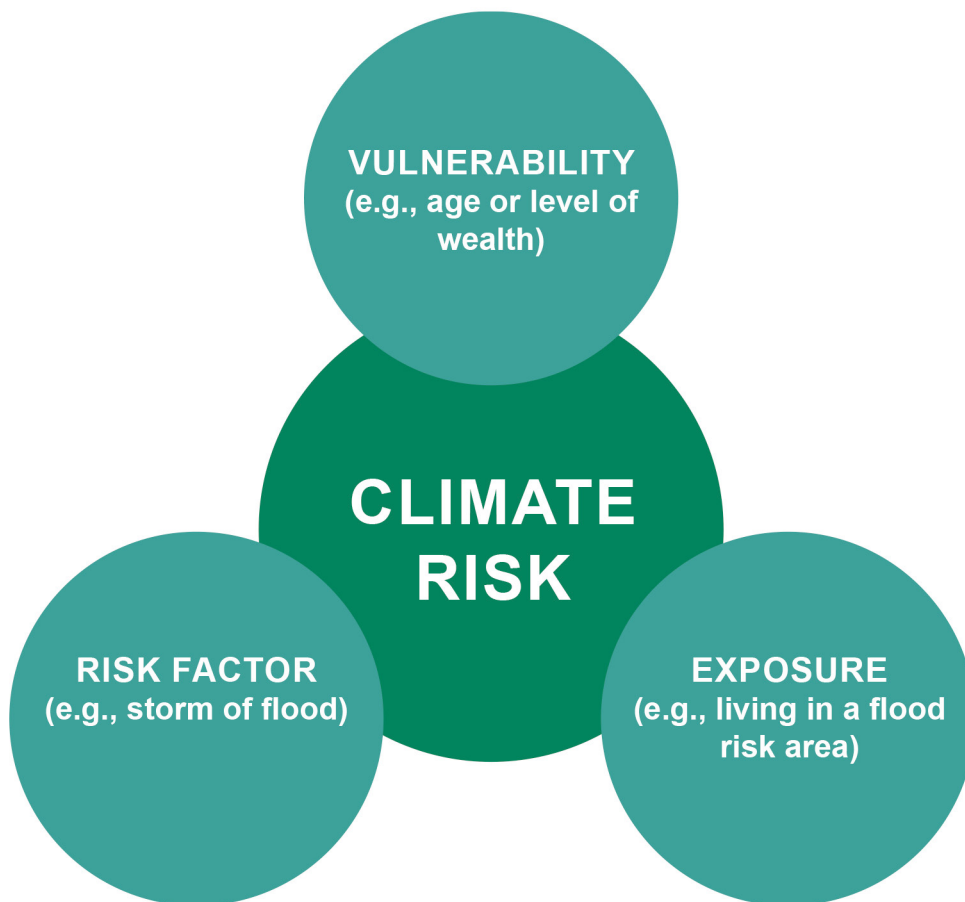 VULNERABILITY
(e.g., age or level of
wealth)
CLIMATE
RISK
RISK FACTOR
(e.g., storm of flood)
EXPOSURE
(e.g., living in a flood
risk area)